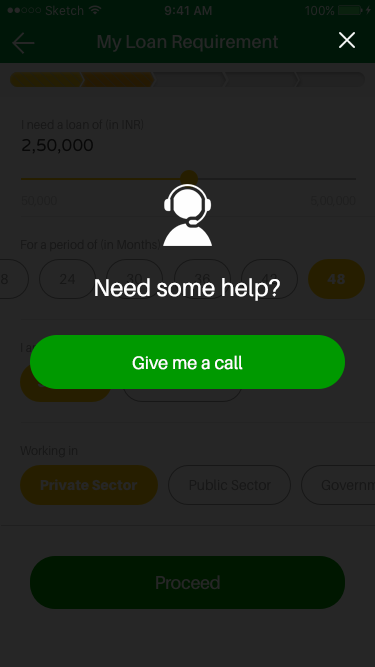 Sketch 9:41 AM 100%
My Loan Requirement
I need a loan of (in INR)
2,50,000
50,000 5,00,000
For a period of (in Months)
8 24 30 36 42 48
Need some help?
Give me a call
Working in
Private Sector Public Sector Governm
Proceed